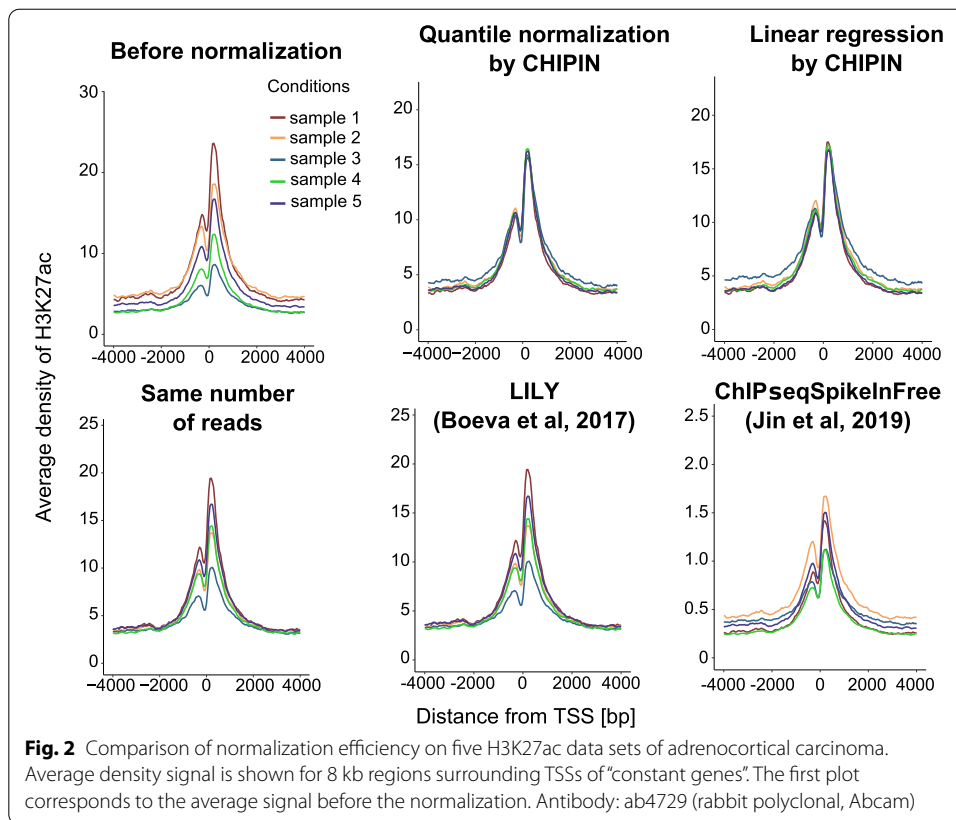 Before normalization
Quantile normalization
by CHIPIN
Linear regression
by CHIPIN
Conditions
sample 1
sample 2
sample 3
sample 4
sample 5
30
20
10
0
-4000 -2000 0 2000 4000
20
15
10
5
0
-4000 -2000 0 2000 4000
20
15
10
5
0
-4000 -2000 0 2000 4000
Average density of H3K27ac
Same number
of reads
LILY
(Boeva et al, 2017)
ChIPseqSpikeInFree
(Jin et al, 2019)
25
20
15
10
5
0
−4000 -2000 0 2000 4000
25
20
15
10
5
0
-4000 -2000 0 2000 4000
2.0
1.5
1.0
0.5
0
-4000 -2000 0 2000 4000
Distance from TSS [bp]
Fig. 2 Comparison of normalization efficiency on five H3K27ac data sets of adrenocortical carcinoma.
Average density signal is shown for 8 kb regions surrounding TSSs of “constant genes”. The first plot
corresponds to the average signal before the normalization. Antibody: ab4729 (rabbit polyclonal, Abcam)